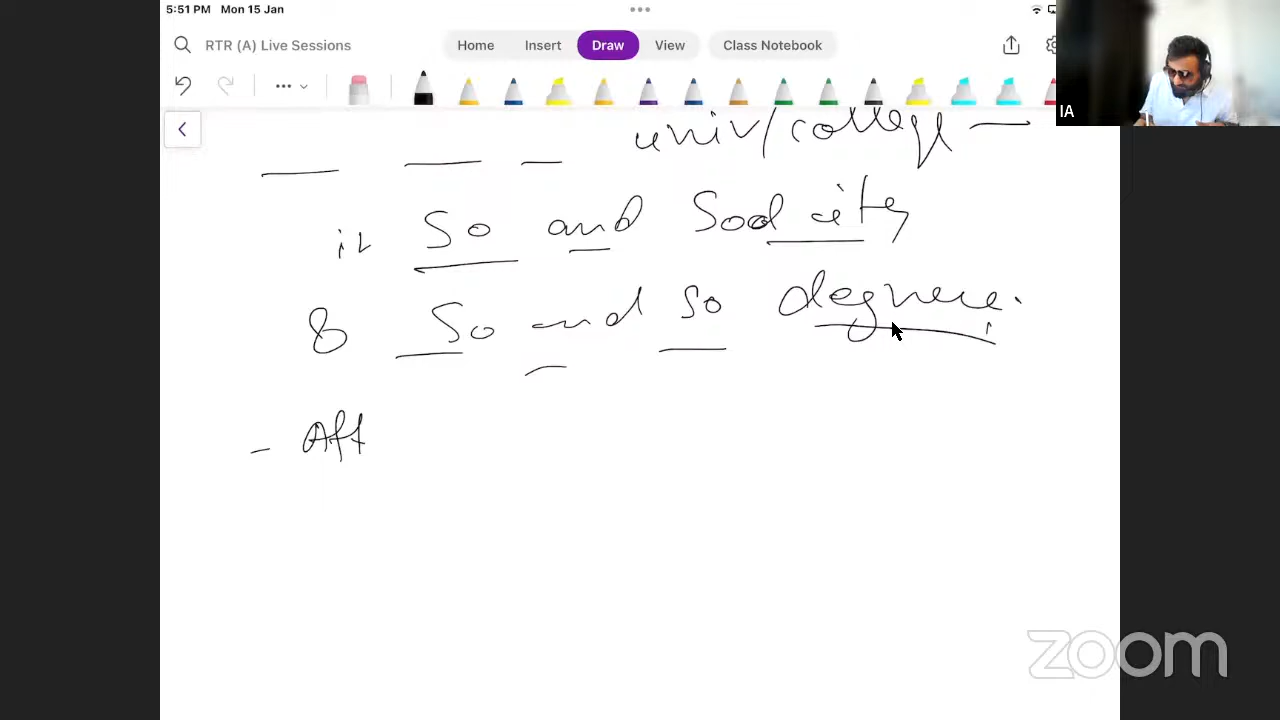 5:51 PM Mon 15 Jan
RTR (A) Live Sessions
Home Insert Draw View Class Notebook
IA
univ/college —
in So and Sood city
& So and so degree.
- Aff
zoom